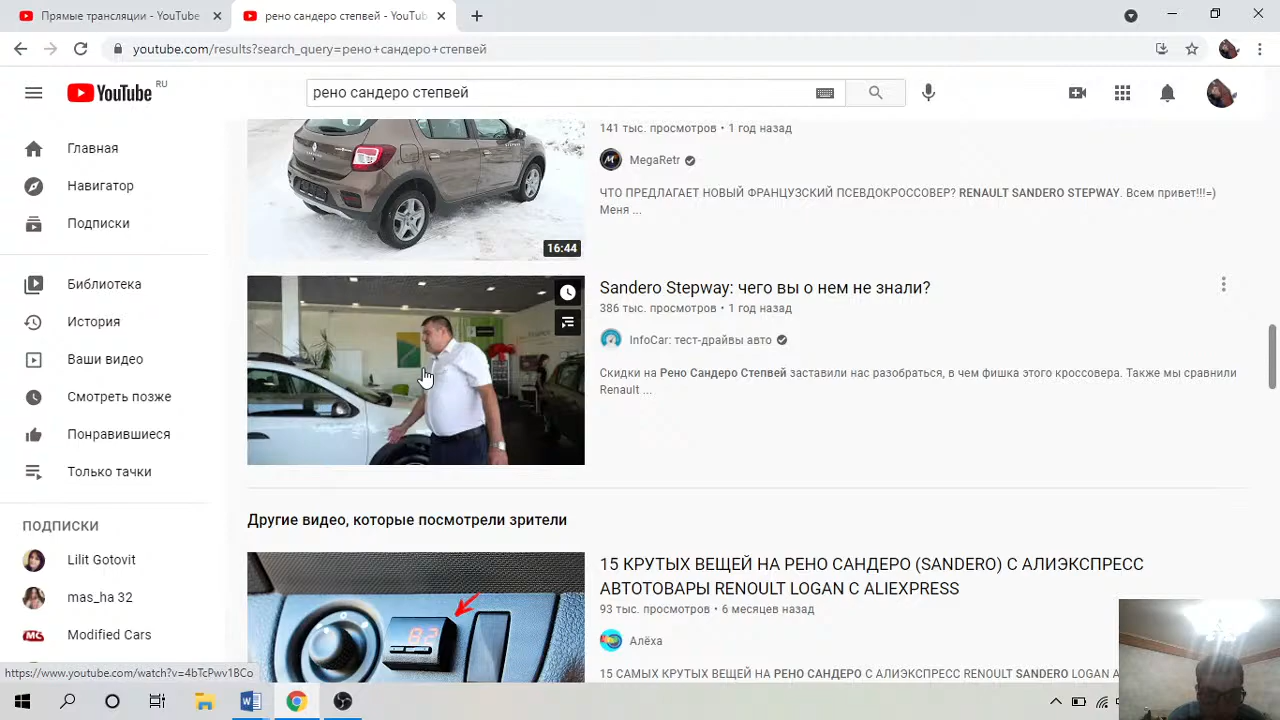 Прямые трансляции - YouTube
рено сандеро степвей - YouTub
youtube.com/results?search_query=рено+сандеро+степвей
YouTube RU
рено сандеро степвей
Главная
Навигатор
Подписки
Библиотека
История
Ваши видео
Смотреть позже
Понравившиеся
Только тачки
ПОДПИСКИ
Lilit Gotovit
mas_ha 32
Modified Cars
16:44
141 тыс. просмотров • 1 год назад
MegaRetr
ЧТО ПРЕДЛАГАЕТ НОВЫЙ ФРАНЦУЗСКИЙ ПСЕВДОКРОССОВЕР? RENAULT SANDERO STEPWAY. Всем привет!!!=)
Меня ...
Sandero Stepway: чего вы о нем не знали?
386 тыс. просмотров • 1 год назад
InfoCar: тест-драйвы авто
Скидки на Рено Сандеро Степвей заставили нас разобраться, в чем фишка этого кроссовера. Также мы сравнили
Renault ...
Другие видео, которые посмотрели зрители
8.2
15 КРУТЫХ ВЕЩЕЙ НА РЕНО САНДЕРО (SANDERO) С АЛИЭКСПРЕСС
АВТОТОВАРЫ RENOULT LOGAN С ALIEXPRESS
93 тыс. просмотров • 6 месяцев назад
Алёха
15 САМЫХ КРУТЫХ ВЕЩЕЙ НА РЕНО САНДЕРО С АЛИЭКСПРЕСС RENOULT SANDERO LOGAN А
https://www.youtube.com/watch?v=4bTcPwv1BCo